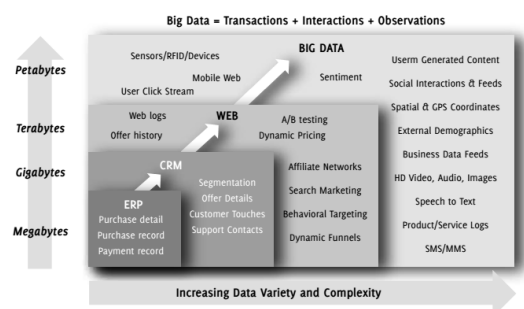 Big Data = Transactions + Interactions + Observations
BIG DATA
Sensors/RFID/Devices
Mobile Web
Sentiment
User Click Stream
Userm Generated Content
Social Interactions & Feeds
Spatial & GPS Coordinates
External Demographics
Business Data Feeds
HD Video, Audio, Images
Speech to Text
Product/Service Logs
SMS/MMS
Petabytes
Terabytes
Gigabytes
Megabytes
WEB
Web logs
Offer history
A/B testing
Dynamic Pricing
Affiliate Networks
Search Marketing
Behavioral Targeting
Dynamic Funnels
CRM
Segmentation
Offer Details
Customer Touches
Support Contacts
ERP
Purchase detail
Purchase record
Payment record
Increasing Data Variety and Complexity